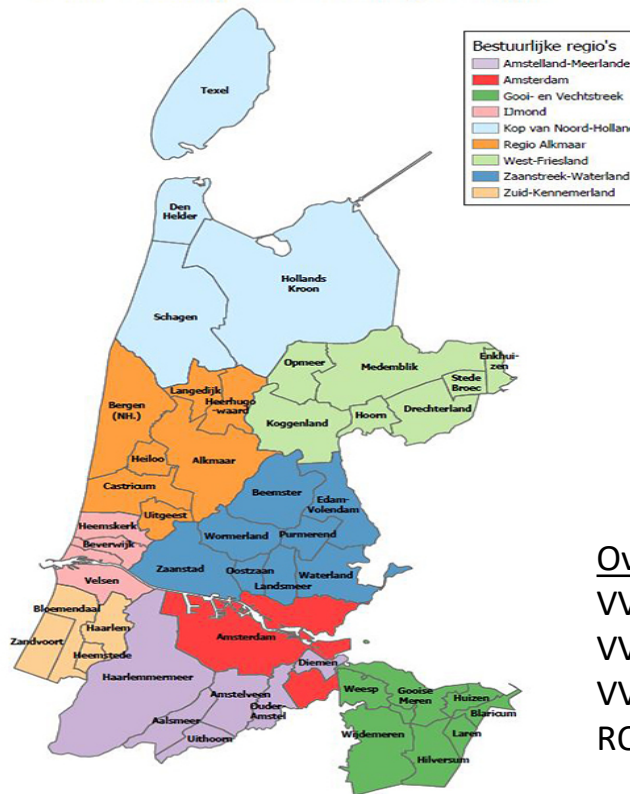 Texel
Bestuurlijke regio's
Amstelland-Meerlande
Amsterdam
Gooi- en Vechtstreek
IJmond
Kop van Noord-Holland
Regio Alkmaar
West-Friesland
Zaanstreek-Waterland
Zuid-Kennemerland
Den
Helder
Hollands
Kroon
Schagen
Opmeer
Medemblik
Enkhui-
zen
Stede
Broec
Drechterland
Hoorn
Koggenland
Langedijk
Heerhugo
-waard
Bergen
(NH.)
Heiloo
Alkmaar
Castricum
Uitgeest
Beemster
Edam-
Volendam
Wormerland
Purmerend
Zaanstad
Oostzaan
Landsmeer
Waterland
Heemskerk
Beverwijk
Velsen
Bloemendaal
Haarlem
Zandvoort
Heemstede
Amsterdam
Diemen
Haarlemmermeer
Amstelveen
Ouder-
Amstel
Aalsmeer
Uithoorn
Weesp
Gooise
Meren
Huizen
Blaricum
Laren
Wijdemeren
Hilversum
Ov
VV
VV
VV
RO